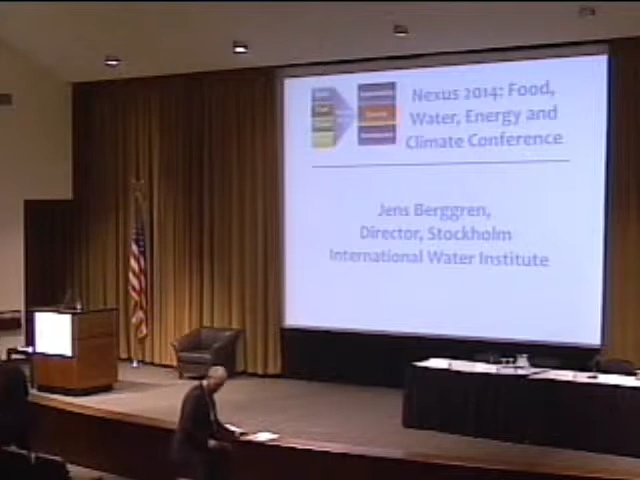 Nexus 2014: Food,
Water, Energy and
Climate Conference
Jens Berggren,
Director, Stockholm
International Water Institute